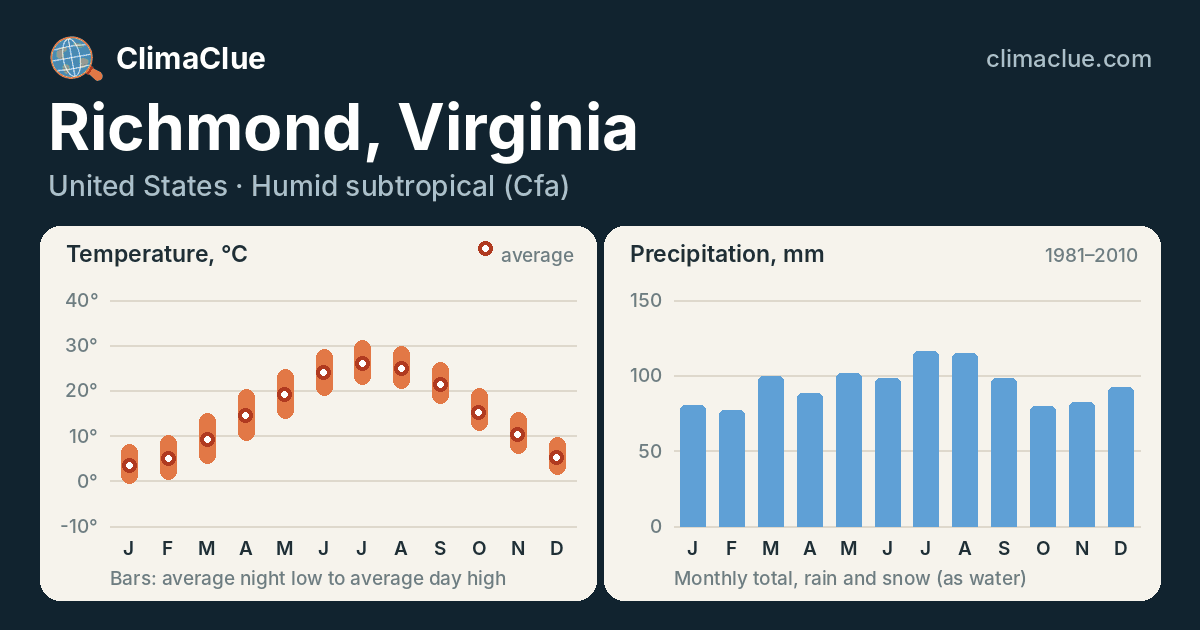 ClimaClue
climaclue.com
Richmond, Virginia
United States · Humid subtropical (Cfa)
Temperature, °C
average
40°
30°
20°
10°
0°
-10°
J F M A M J J A S O N D
Bars: average night low to average day high
Precipitation, mm
1981–2010
150
100
50
0
J F M A M J J A S O N D
Monthly total, rain and snow (as water)